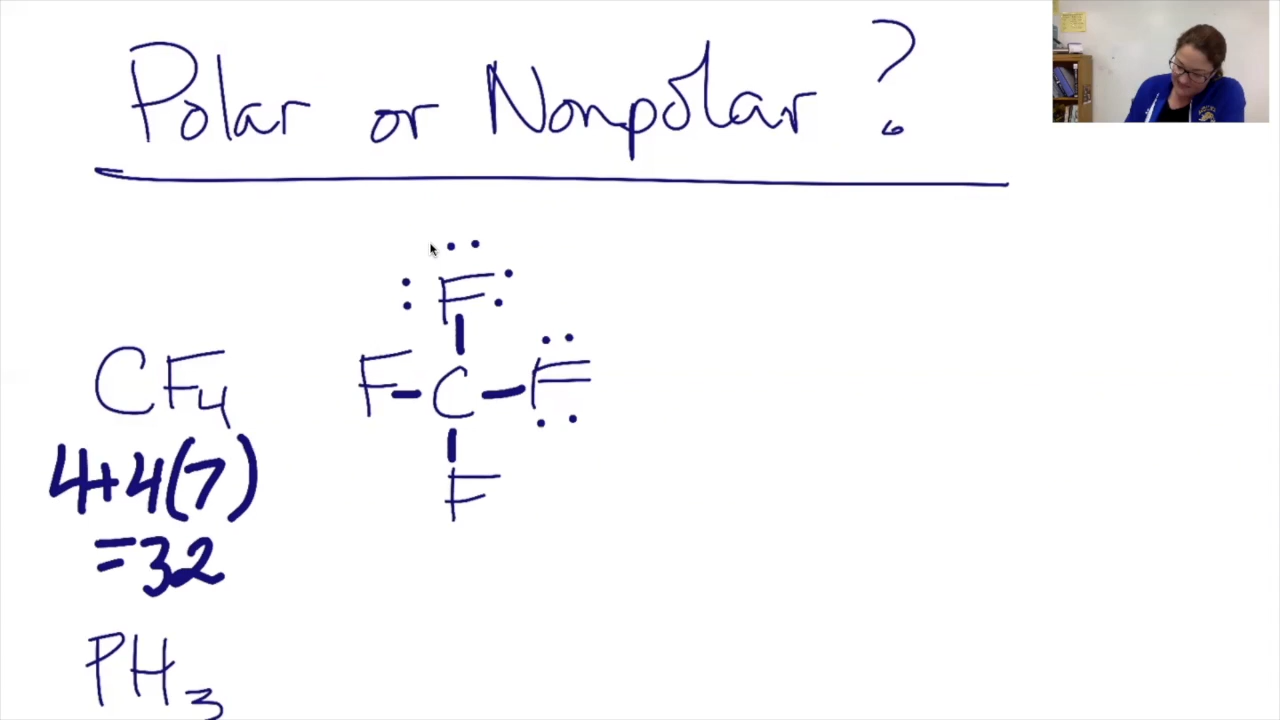 Polar or Nonpolar ?
F
CF4
F-C-F
4+4(7)
F
=32
PH3